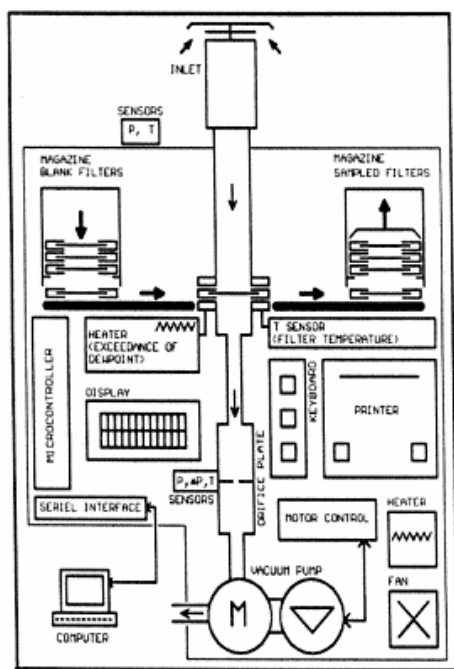 INLET
SENSORS
P, T
MAGAZINE
BLANK FILTERS
MAGAZINE
SAMPLED FILTERS
HEATER
(EXCEEDANCE OF
DEWPOINT)
T SENSOR
(FILTER TEMPERATURE)
MICROCONTROLLER
DISPLAY
KEYBOARD
PRINTER
P,▲P,T
SENSORS
ORIFICE PLATE
SERIEL INTERFACE
MOTOR CONTROL
HEATER
VACUUM PUMP
M
FAN
COMPUTER